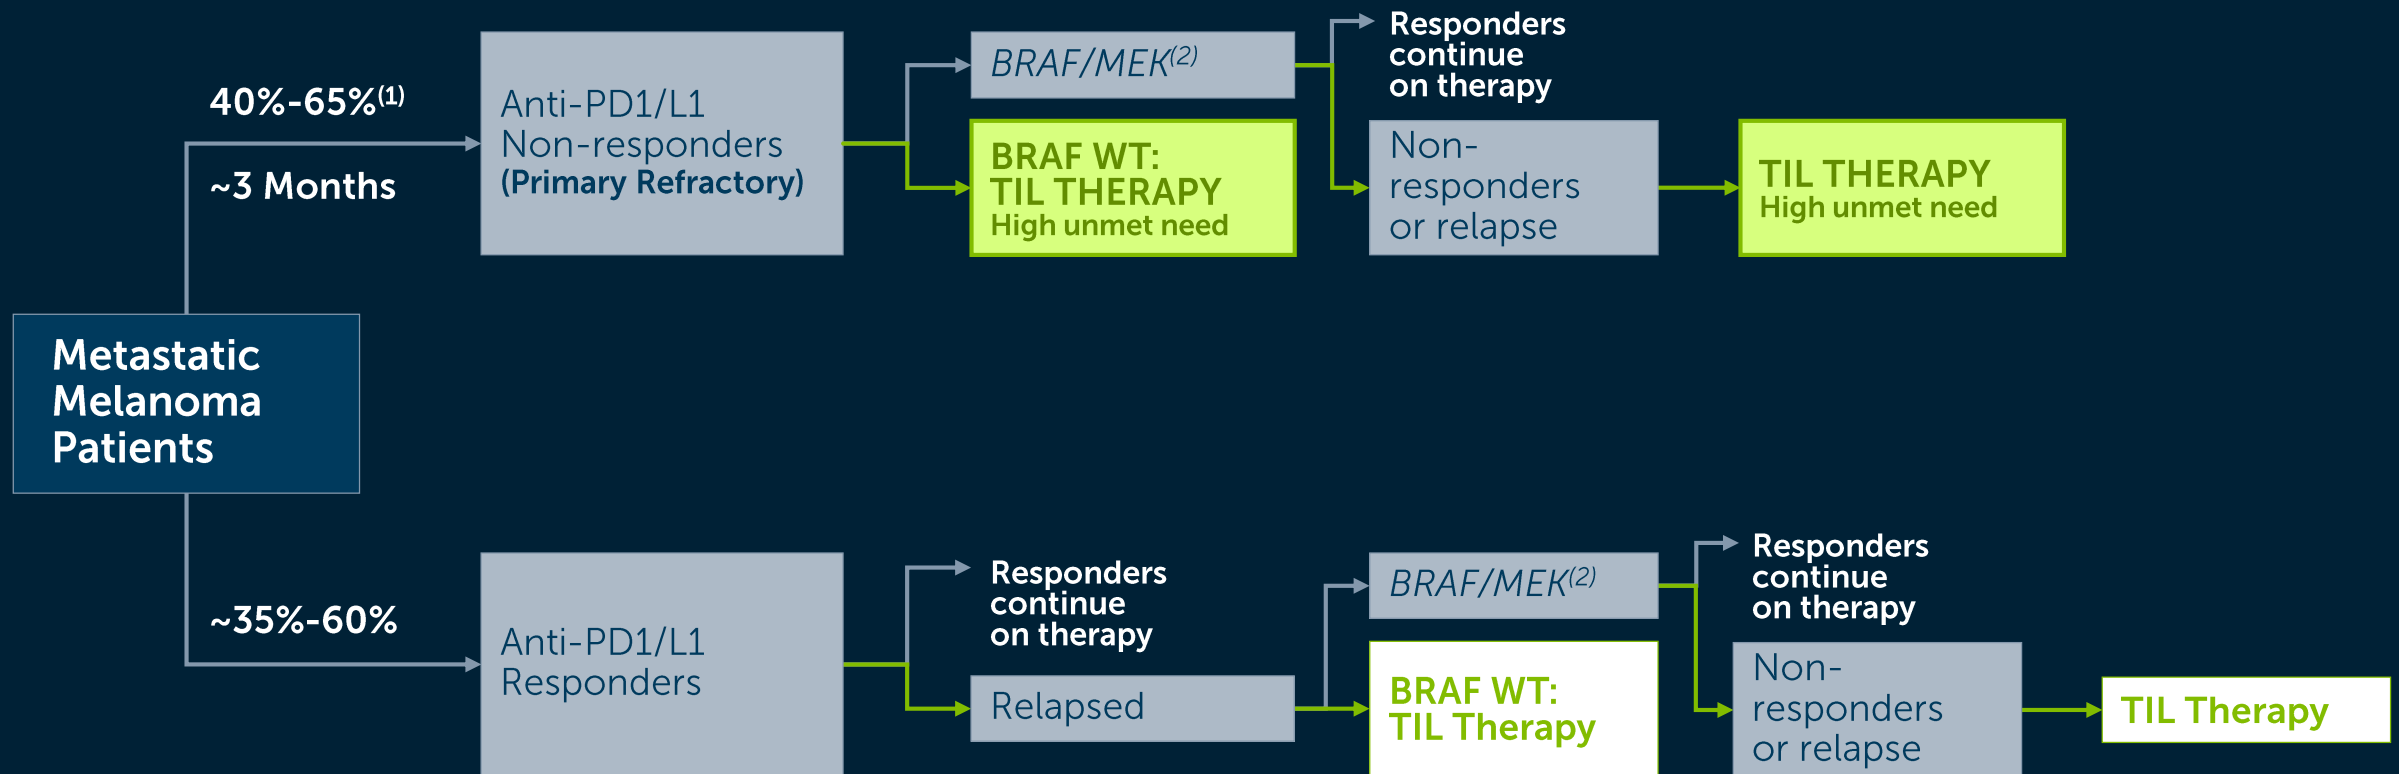 40%-65%(1)
~3 Months
Anti-PD1/L1
Non-responders
(Primary Refractory)
BRAF/MEK(2)
BRAF WT:
TIL THERAPY
High unmet need
Responders
continue
on therapy
Non-
responders
or relapse
TIL THERAPY
High unmet need
Metastatic
Melanoma
Patients
~35%-60%
Anti-PD1/L1
Responders
Responders
continue
on therapy
Relapsed
BRAF/MEK(2)
BRAF WT:
TIL Therapy
Responders
continue
on therapy
Non-
responders
or relapse
TIL Therapy